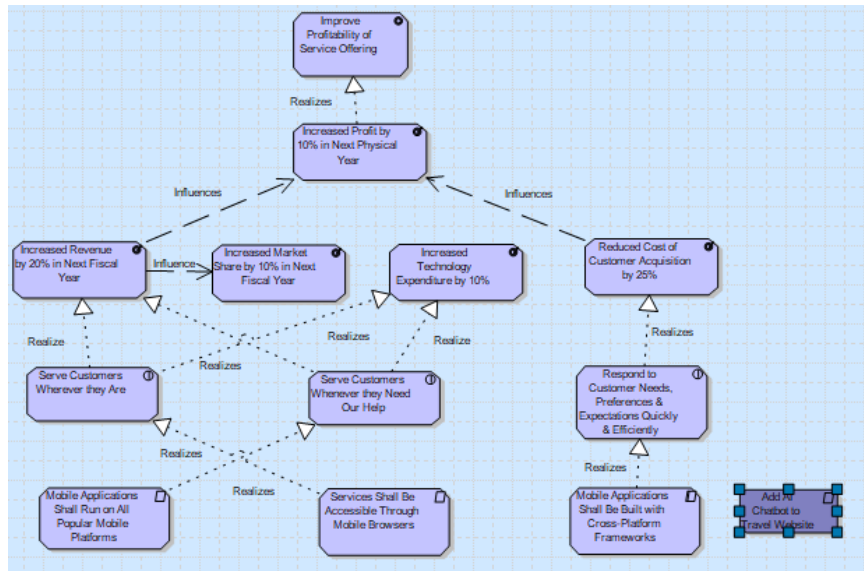 Improve
Profitability of
Service Offering
Realizes
Increased Profit by
10% in Next Physical
Year
Influences
Influences
Increased Revenue
by 20% in Next Fiscal
Year
Influence
Increased Market
Share by 10% in Next
Fiscal Year
Increased
Technology
Expenditure by 10%
Reduced Cost of
Customer Acquisition
by 25%
Realize
Realizes
Realize
Realizes
Serve Customers
Wherever they Are
Serve Customers
Whenever they Need
Our Help
Respond to
Customer Needs,
Preferences &
Expectations Quickly
& Efficiently
Realizes
Realizes
Realizes
Mobile Applications
Shall Run on All
Popular Mobile
Platforms
Services Shall Be
Accessible Through
Mobile Browsers
Mobile Applications
Shall Be Built with
Cross-Platform
Frameworks
Add AI
Chatbot to
Travel Website